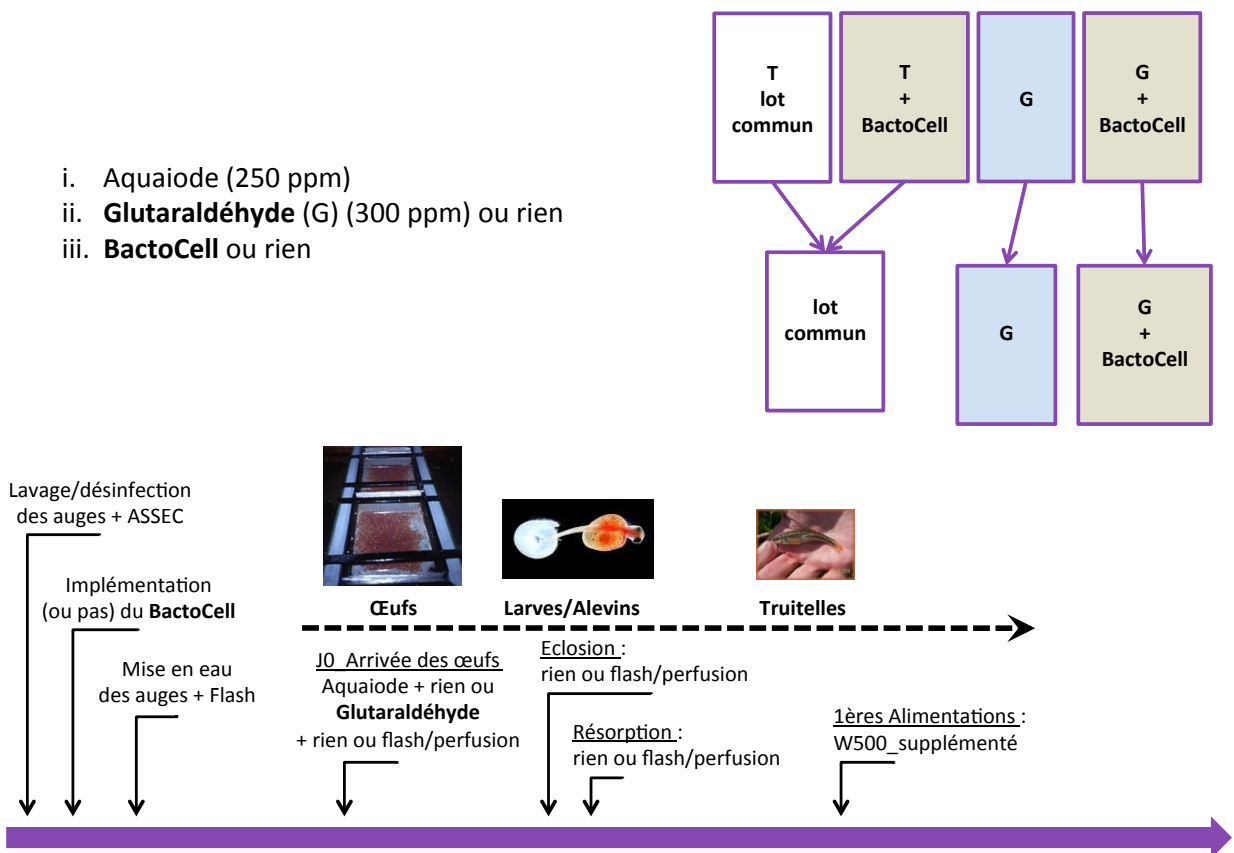 T
lot
commun
T
+
BactoCell
G
G
+
BactoCell
i. Aquaiode (250 ppm)
ii. Glutaraldéhyde (G) (300 ppm) ou rien
iii. BactoCell ou rien
lot
commun
G
G
+
BactoCell
Lavage/désinfection
des auges + ASSEC
Implémentation
(ou pas) du BactoCell
Mise en eau
des auges + Flash
Œufs
Larves/Alevins
Truitelles
J0_Arrivée des œufs
Aquaiode + rien ou
Glutaraldéhyde
+ rien ou flash/perfusion
Eclosion :
rien ou flash/perfusion
Résorption :
rien ou flash/perfusion
1ères Alimentations :
W500_supplémenté